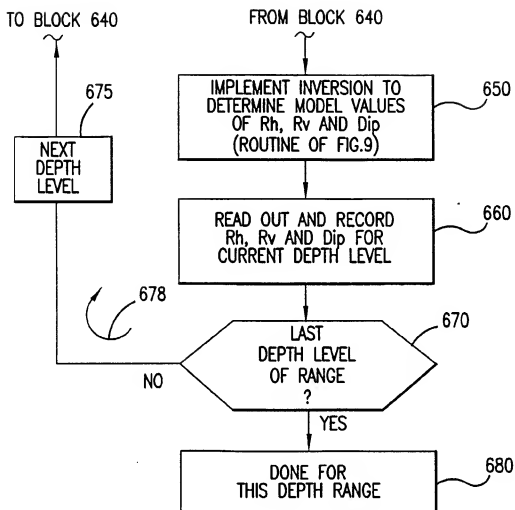 TO BLOCK 640
FROM BLOCK 640
675
NEXT
DEPTH
LEVEL
IMPLEMENT INVERSION TO
DETERMINE MODEL VALUES
OF Rh, Rv AND Dip
(ROUTINE OF FIG.9)
650
READ OUT AND RECORD
Rh, Rv AND Dip FOR
CURRENT DEPTH LEVEL
660
678
LAST
DEPTH LEVEL
OF RANGE
?
670
NO
YES
DONE FOR
THIS DEPTH RANGE
680